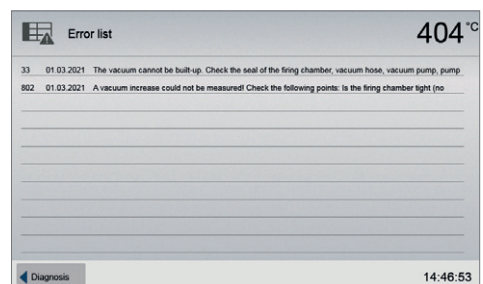 Error list 404 °C
33 01.03.2021 The vacuum cannot be built-up. Check the seal of the firing chamber, vacuum hose, vacuum pump, pump
802 01.03.2021 A vacuum increase could not be measured! Check the following points: Is the firing chamber tight (no
Diagnosis 14:46:53